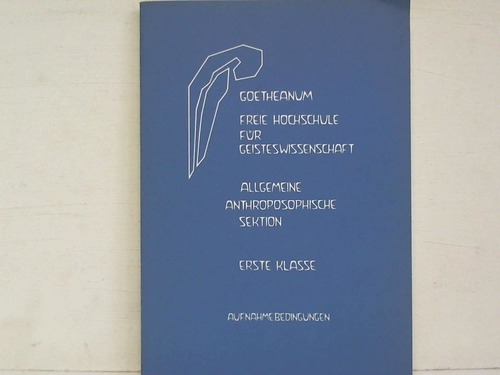 GOETHEANUM
FREIE HOCHSCHULE
FÜR
GEISTESWISSENSCHAFT
ALLGEMEINE
ANTHROPOSOPHISCHE
SEKTION
ERSTE KLASSE
AUFNAHMEBEDINGUNGEN